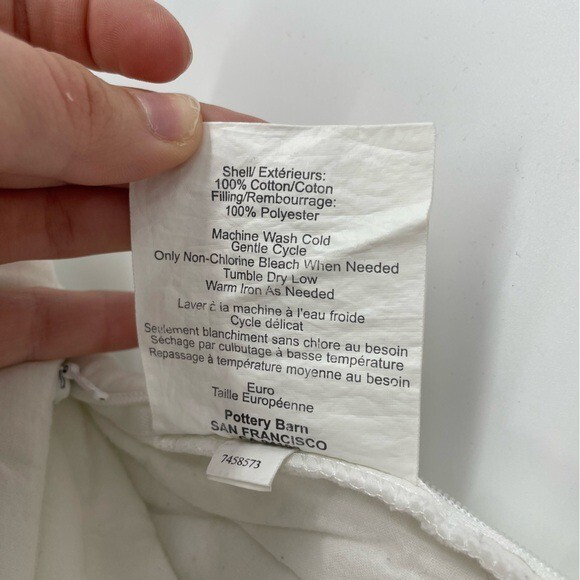 Shell/ Extérieurs:
100% Cotton/Coton
Filling/Rembourrage:
100% Polyester
Machine Wash Cold
Gentle Cycle
Only Non-Chlorine Bleach When Needed
Tumble Dry Low
Warm Iron As Needed
Laver à la machine à l'eau froide
Cycle délicat
Seulement blanchiment sans chlore au besoin
Séchage par culbutage à basse température
Repassage à température moyenne au besoin
Euro
Taille Européenne
Pottery Barn
SAN FRANCISCO
7458573